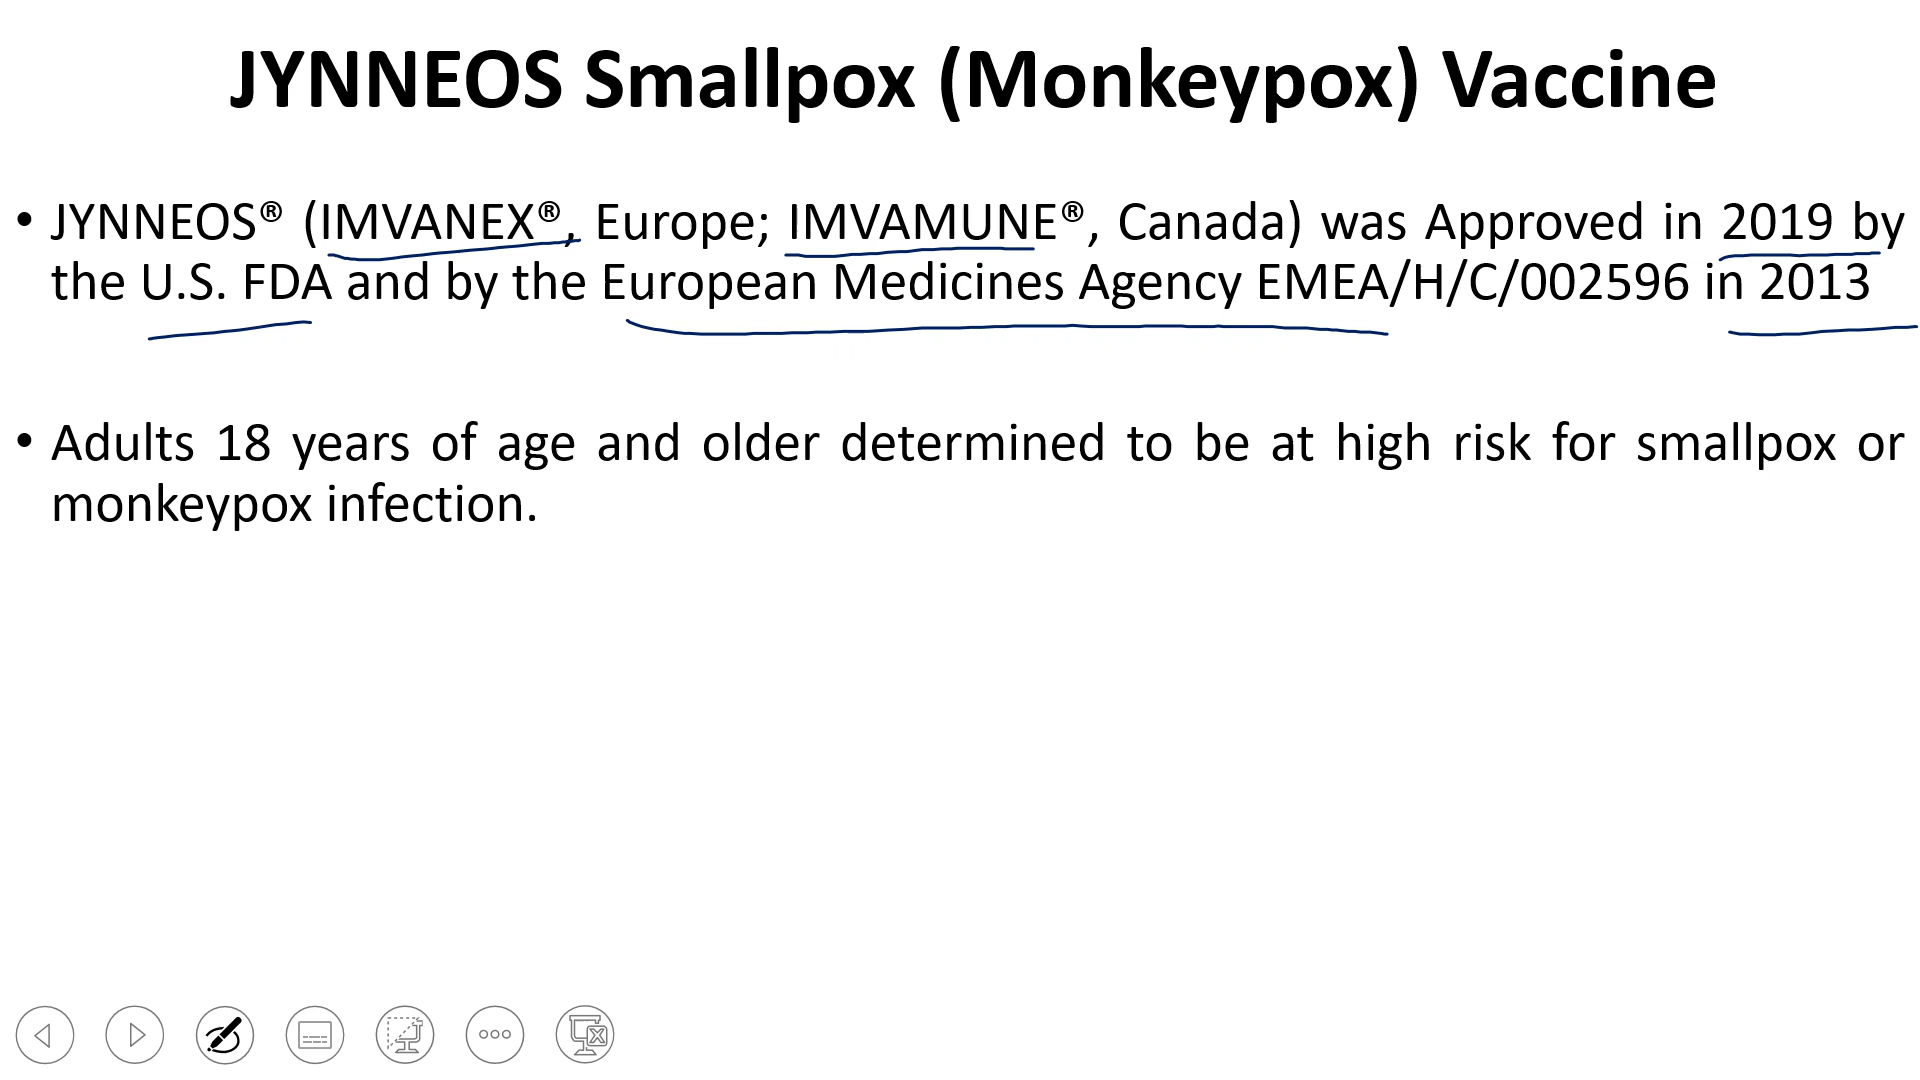 JYNNEOS Smallpox (Monkeypox) Vaccine
• JYNNEOS® (IMVANEX®, Europe; IMVAMUNE®, Canada) was Approved in 2019 by
the U.S. FDA and by the European Medicines Agency EMEA/H/C/002596 in 2013
• Adults 18 years of age and older determined to be at high risk for smallpox or
monkeypox infection.